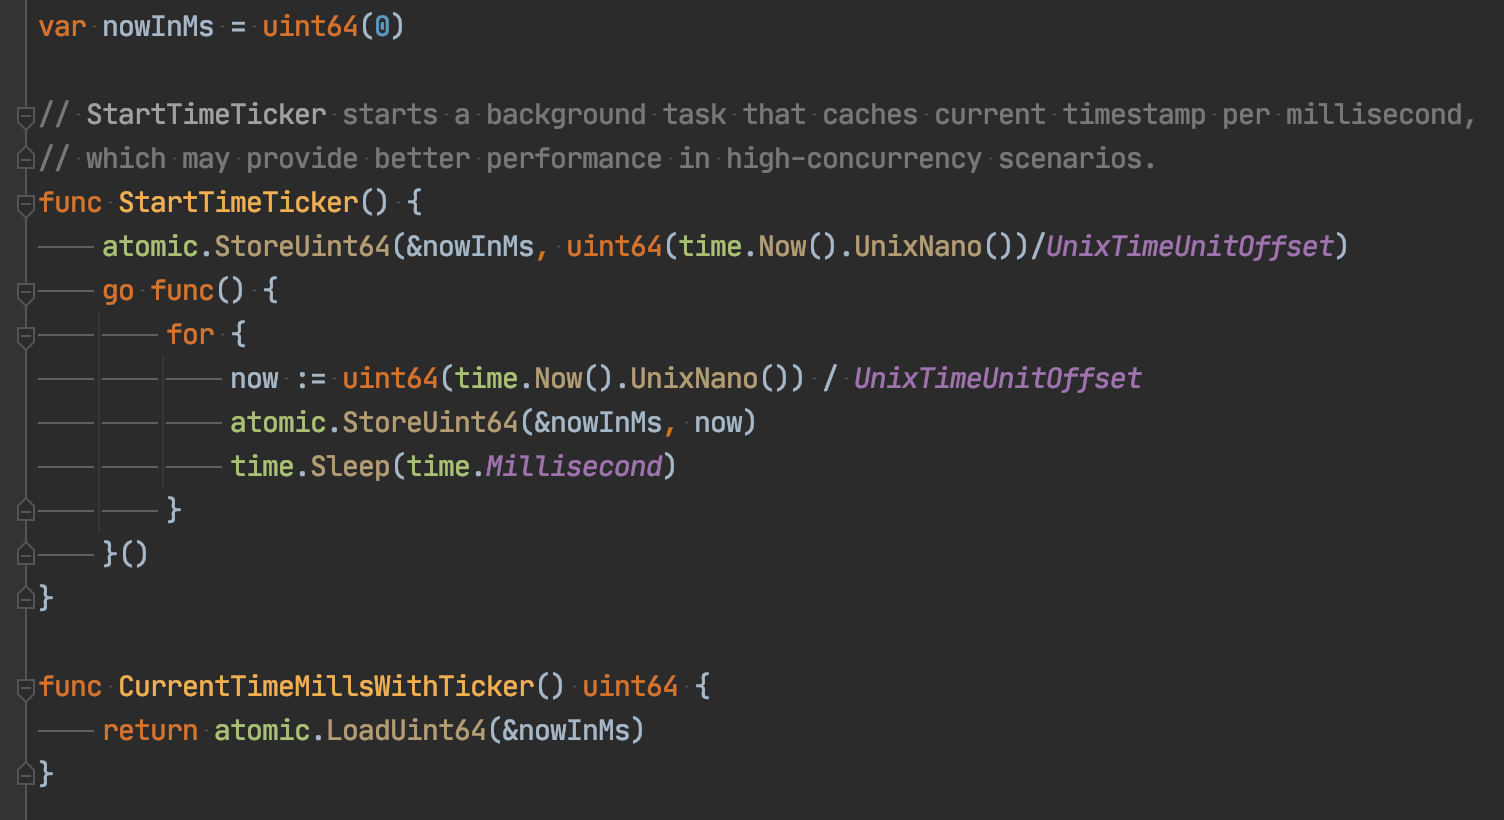 var nowInMs = uint64(0)
// StartTimeTicker starts a background task that caches current timestamp per millisecond,
// which may provide better performance in high-concurrency scenarios.
func StartTimeTicker() {
atomic.StoreUint64(&nowInMs, uint64(time.Now().UnixNano())/UnixTimeUnitOffset)
go func() {
for {
now := uint64(time.Now().UnixNano()) / UnixTimeUnitOffset
atomic.StoreUint64(&nowInMs, now)
time.Sleep(time.Millisecond)
}
}()
}
func CurrentTimeMillsWithTicker() uint64 {
return atomic.LoadUint64(&nowInMs)
}